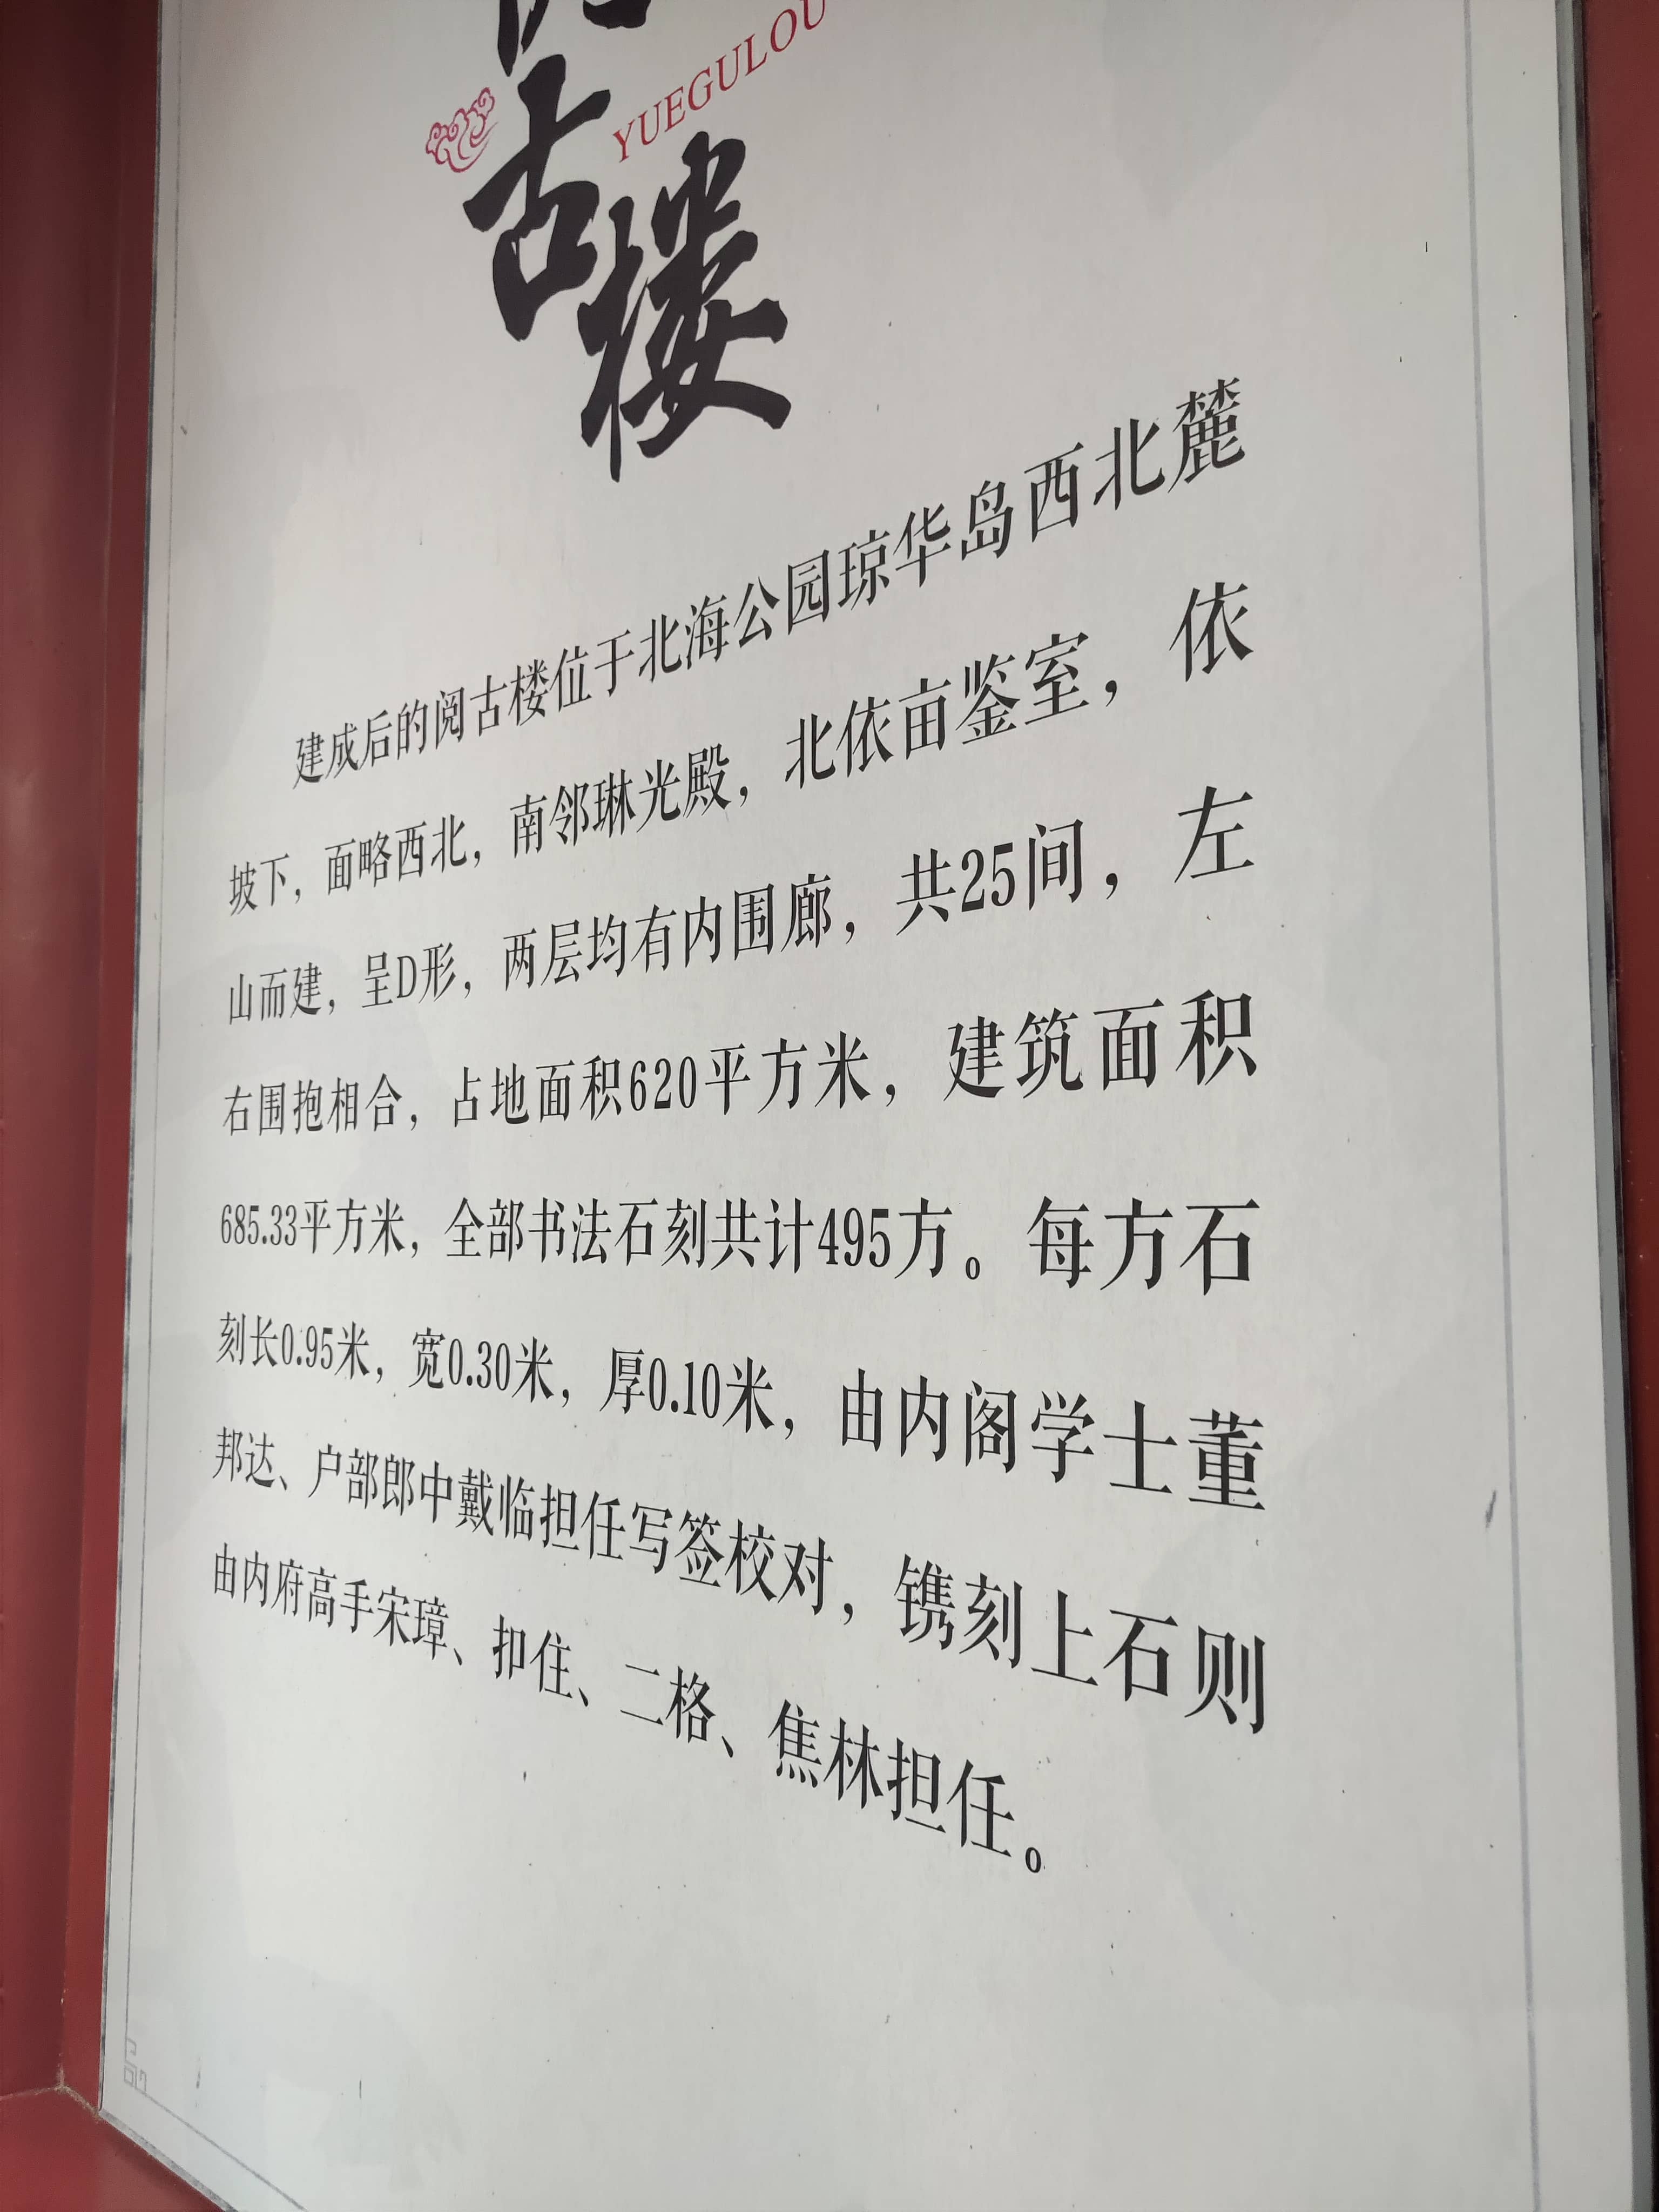 古楼
YUEGULOU
建成后的阅古楼位于北海公园琼华岛西北麓
坡下，面略西北，南邻琳光殿，北依亩鉴室，依
山而建，呈D形，两层均有内围廊，共25间，左
右围抱相合，占地面积620平方米，建筑面积
685.33平方米，全部书法石刻共计495方。每方石
刻长0.95米，宽0.30米，厚0.10米，由内阁学士董
邦达、户部郎中戴临担任写签校对，镌刻上石则
由内府高手宋璋、扣住、二格、焦林担任。